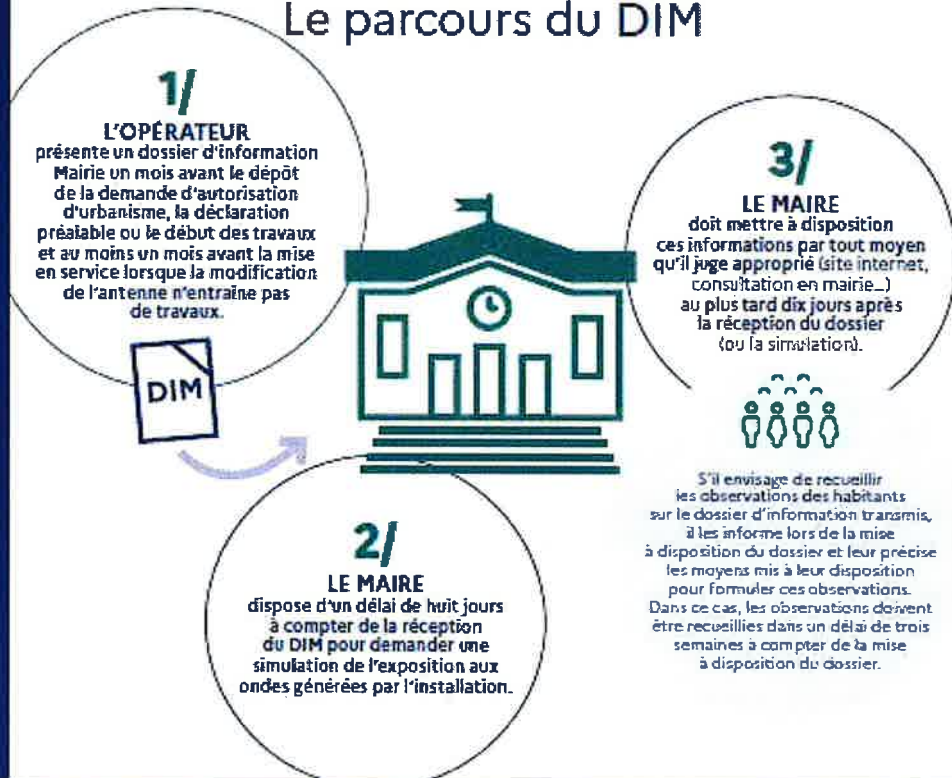 Le parcours du DIM
1/
L'OPÉRATEUR
présente un dossier d'information
Mairie un mois avant le dépôt
de la demande d'autorisation
d'urbanisme, la déclaration
préalable ou le début des travaux
et au moins un mois avant la mise
en service lorsque la modification
de l'antenne n'entraîne pas
de travaux.
DIM
2/
LE MAIRE
dispose d'un délai de huit jours
à compter de la réception
du DIM pour demander une
simulation de l'exposition aux
ondes générées par l'installation.
3/
LE MAIRE
doit mettre à disposition
ces informations par tout moyen
qu'il juge approprié (site internet,
consultation en mairie...)
au plus tard dix jours après
la réception du dossier
(ou la simulation).
S'il envisage de recueillir
les observations des habitants
sur le dossier d'information transmis,
il les informe lors de la mise
à disposition du dossier et leur précise
les moyens mis à leur disposition
pour formuler ces observations.
Dans ce cas, les observations doivent
être recueillies dans un délai de trois
semaines à compter de la mise
à disposition du dossier.